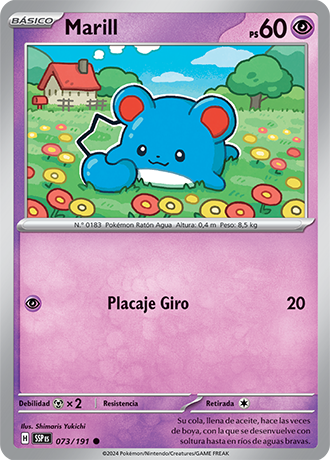 BÁSICO Marill PS 60
N.º 0183 Pokémon Ratón Agua Altura: 0,4 m Peso: 8,5 kg
Placaje Giro 20
Debilidad ×2 Resistencia Retirada
Ilus. Shimaris Yukichi
H SSP ES 073/191
Su cola, llena de aceite, hace las veces
de boya, con la que se desenvuelve con
soltura hasta en ríos de aguas bravas.
©2024 Pokémon/Nintendo/Creatures/GAME FREAK